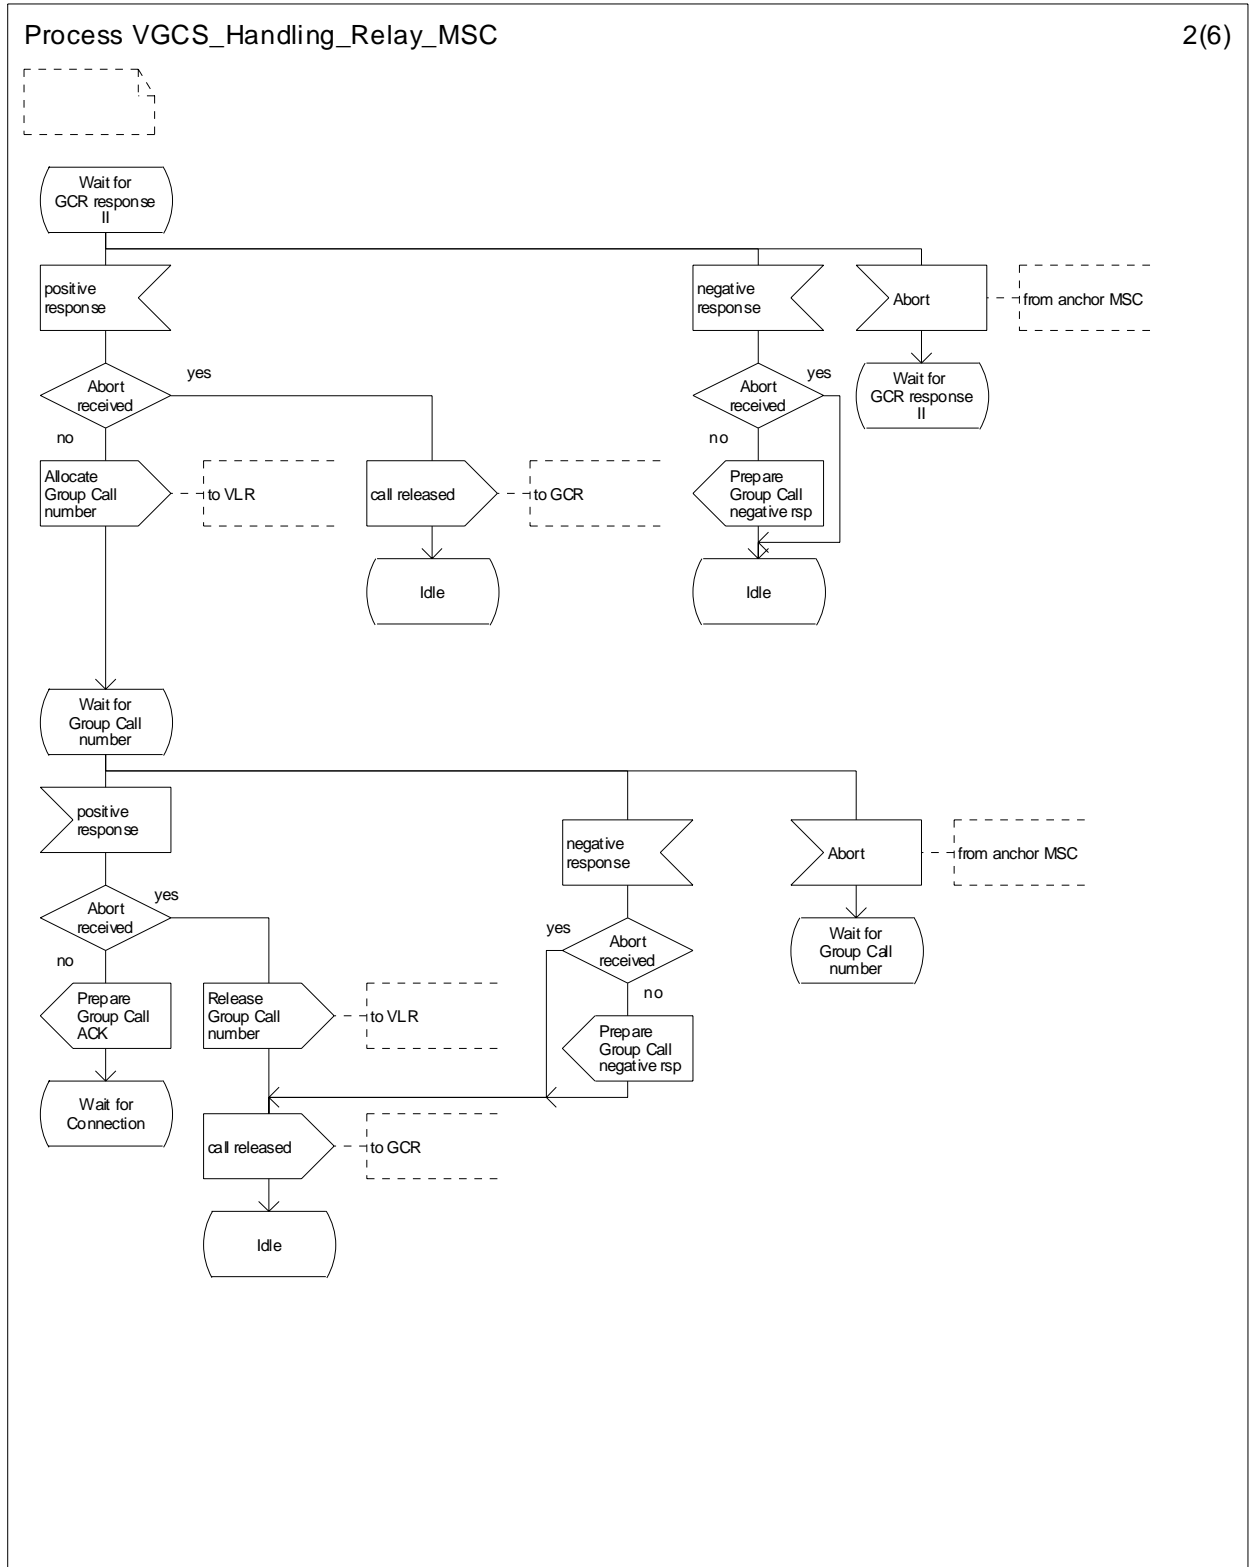 Process VGCS_Handling_Relay_MSC
2(6)
Wait for
GCR response
II
positive
response
negative
response
Abort
from anchor MSC
Abort
received
yes
no
Abort
received
yes
no
Wait for
GCR response
II
Allocate
Group Call
number
to VLR
call released
to GCR
Prepare
Group Call
negative rsp
Idle
Idle
Wait for
Group Call
number
positive
response
negative
response
Abort
from anchor MSC
Abort
received
yes
no
Abort
received
yes
no
Wait for
Group Call
number
Prepare
Group Call
ACK
Release
Group Call
number
to VLR
Prepare
Group Call
negative rsp
Wait for
Connection
call released
to GCR
Idle